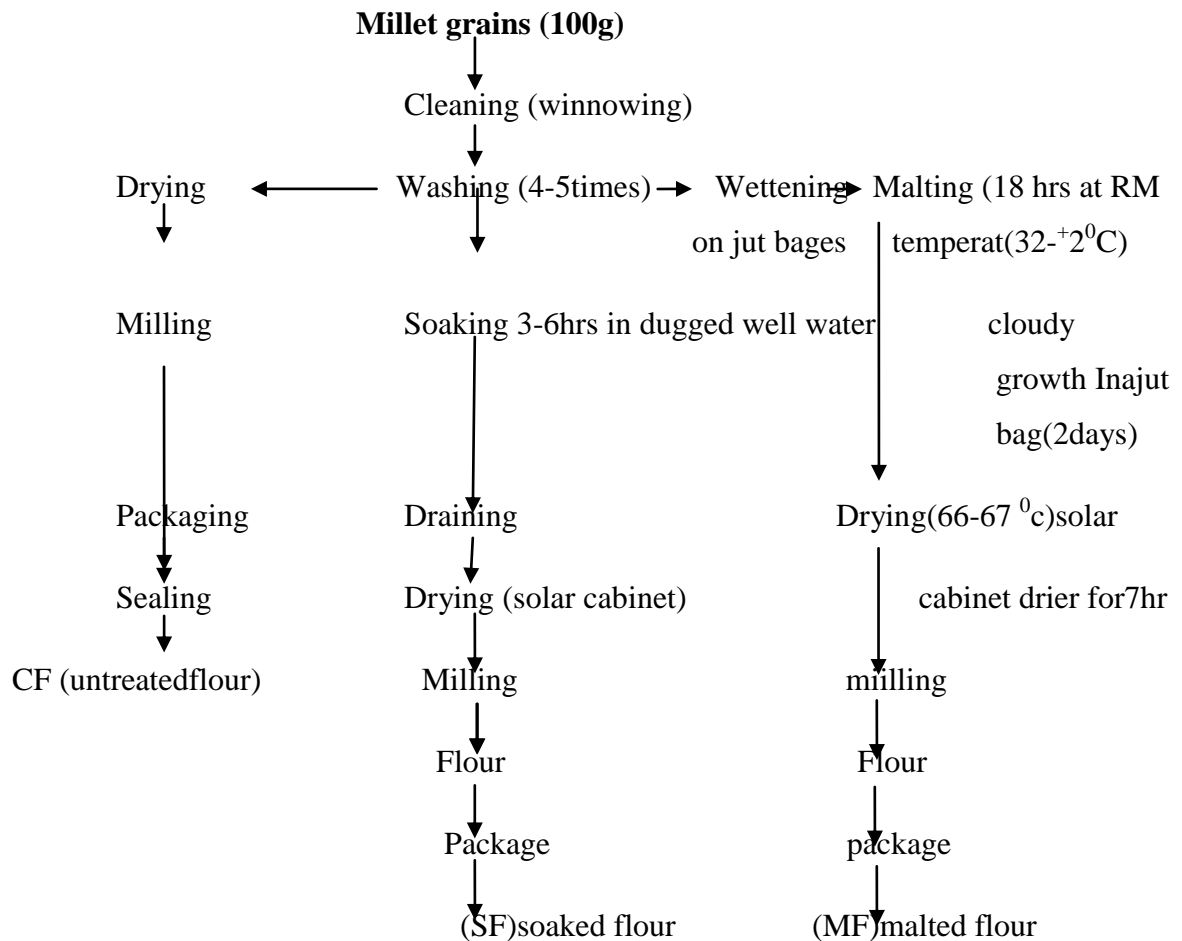 Millet grains (100g)
Cleaning (winnowing)
Drying Washing (4-5times) Wettening Malting (18 hrs at RM
on jut bages temperat(32-⁺2⁰C)
Milling Soaking 3-6hrs in dugged well water cloudy
growth Inajut
bag(2days)
Packaging Draining Drying(66-67 ⁰c)solar
Sealing Drying (solar cabinet) cabinet drier for7hr
CF (untreatedflour) Milling miilling
Flour Flour
Package package
(SF)soaked flour (MF)malted flour